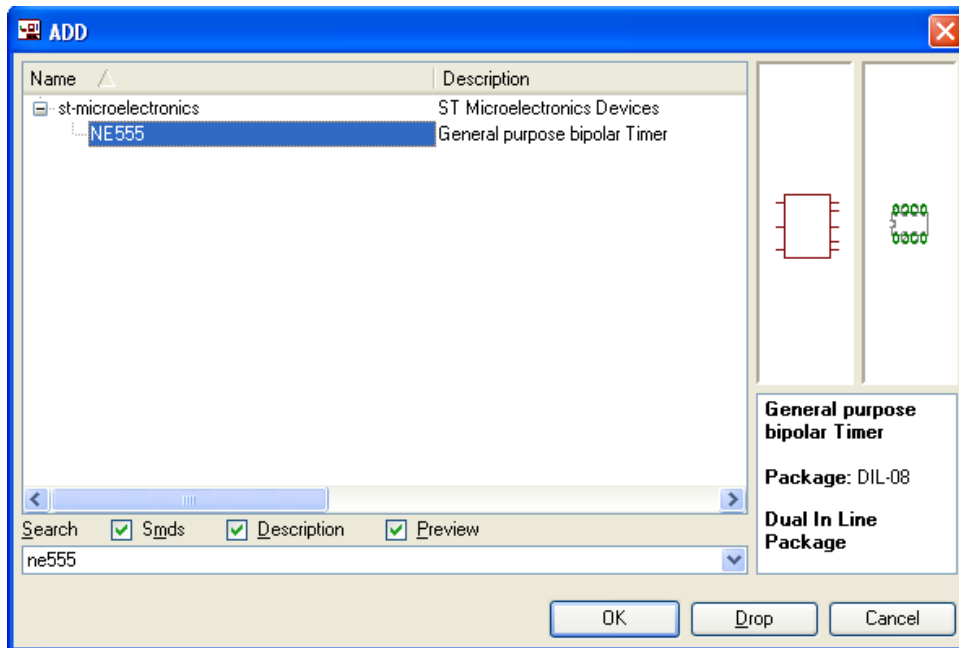 ADD
Name Description
st-microelectronics ST Microelectronics Devices
NE555 General purpose bipolar Timer
General purpose
bipolar Timer
Package: DIL-08
Dual In Line
Package
Search Smds Description Preview
ne555
OK Drop Cancel